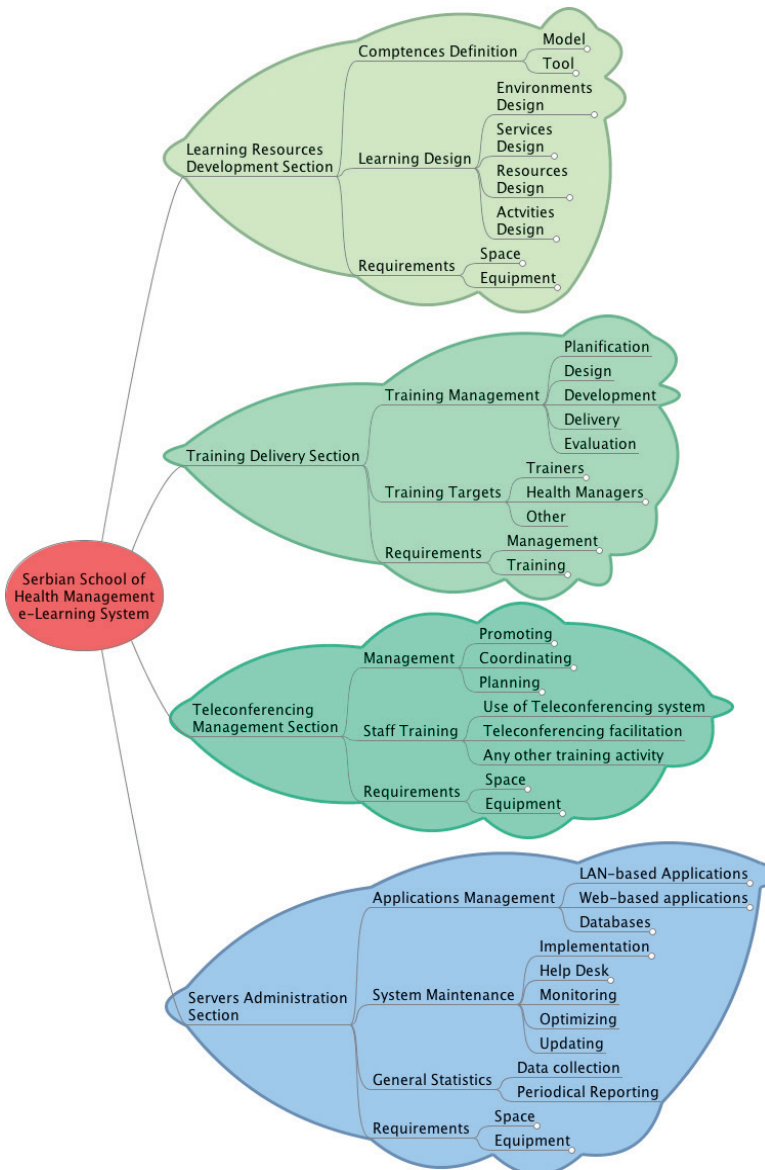 Serbian School of
Health Management
e-Learning System
Learning Resources
Development Section
Comptences Definition
Model
Tool
Learning Design
Environments
Design
Services
Design
Resources
Design
Actvities
Design
Requirements
Space
Equipment
Training Delivery Section
Training Management
Planification
Design
Development
Delivery
Evaluation
Training Targets
Trainers
Health Managers
Other
Requirements
Management
Training
Teleconferencing
Management Section
Management
Promoting
Coordinating
Planning
Staff Training
Use of Teleconferencing system
Teleconferencing facilitation
Any other training activity
Requirements
Space
Equipment
Servers Administration
Section
Applications Management
LAN-based Applications
Web-based applications
Databases
System Maintenance
Implementation
Help Desk
Monitoring
Optimizing
Updating
General Statistics
Data collection
Periodical Reporting
Requirements
Space
Equipment